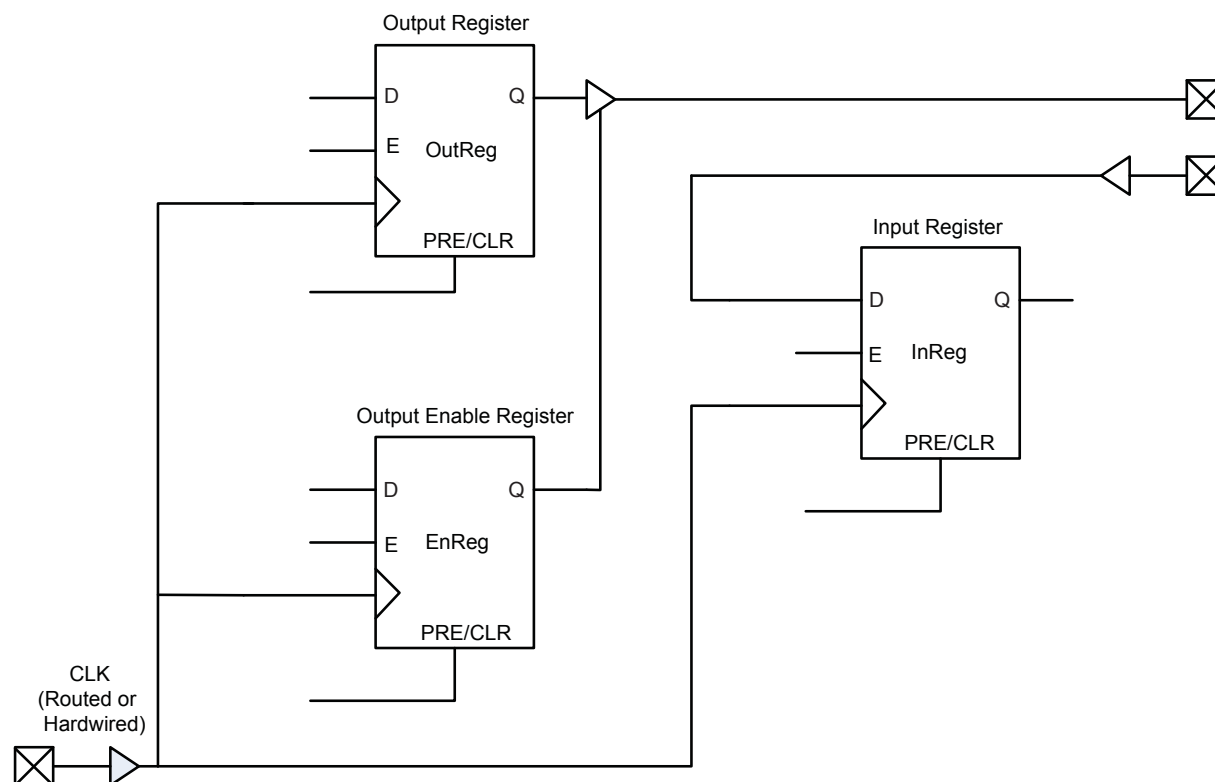 Output Register
D
Q
E
OutReg
PRE/CLR
Input Register
D
Q
E
InReg
PRE/CLR
Output Enable Register
D
Q
E
EnReg
PRE/CLR
CLK
(Routed or
Hardwired)